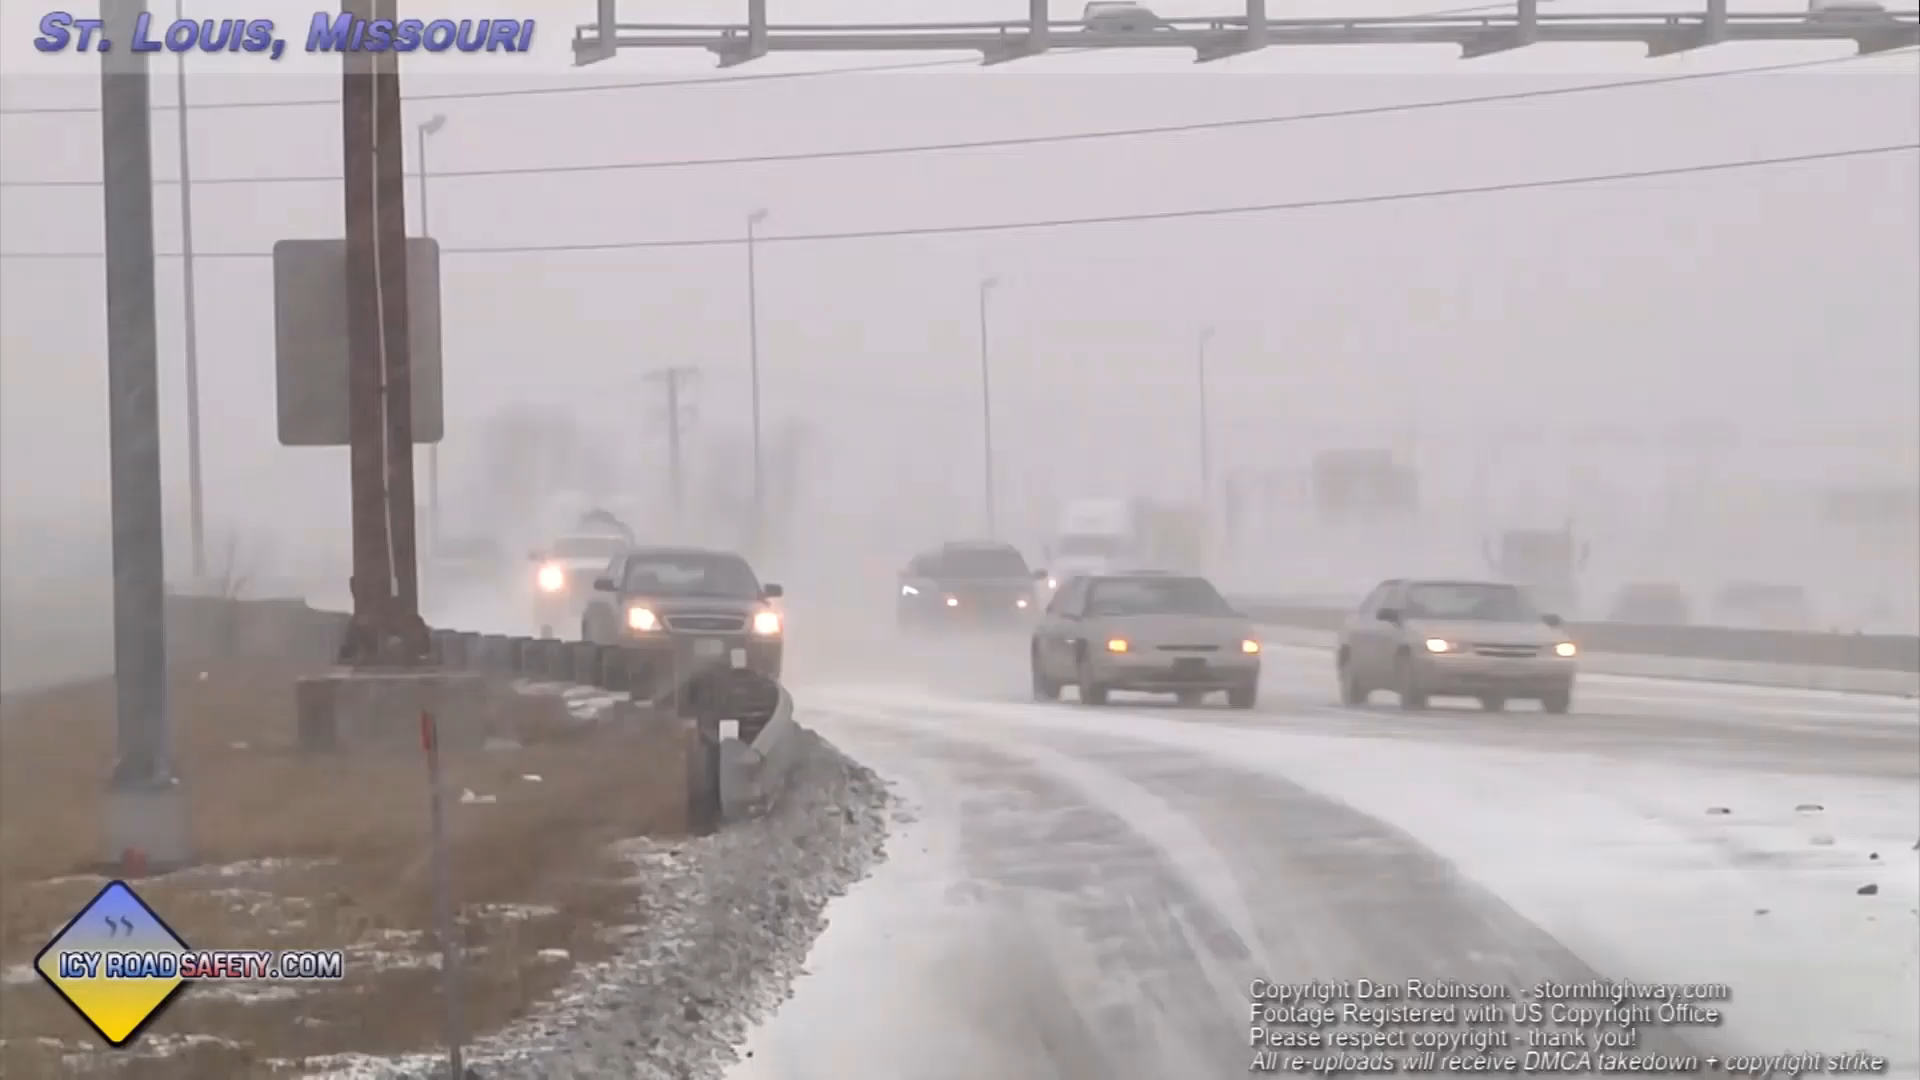 ST. LOUIS, MISSOURI
ICY ROAD SAFETY.COM
Copyright Dan Robinson. - stormhighway.com
Footage Registered with US Copyright Office
Please respect copyright - thank you!
All re-uploads will receive DMCA takedown + copyright strike